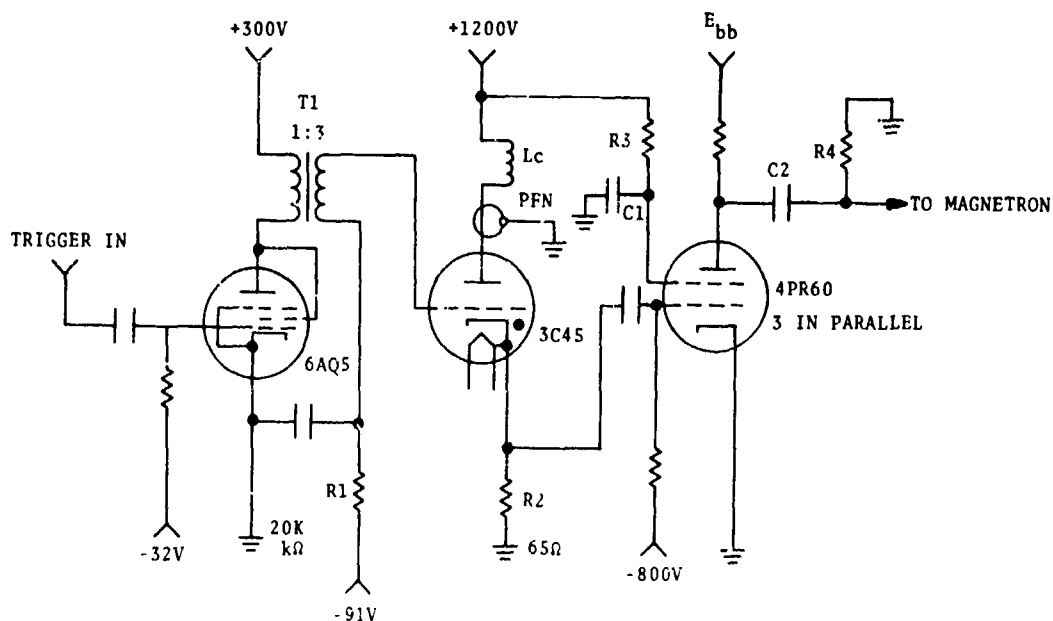 +300V
+1200V
E_bb
T1
1:3
R3
R4
Lc
C2
PFN
C1
TO MAGNETRON
TRIGGER IN
4PR60
3 IN PARALLEL
3C45
6AQ5
R1
R2
20K
kΩ
65Ω
-32V
-800V
-91V